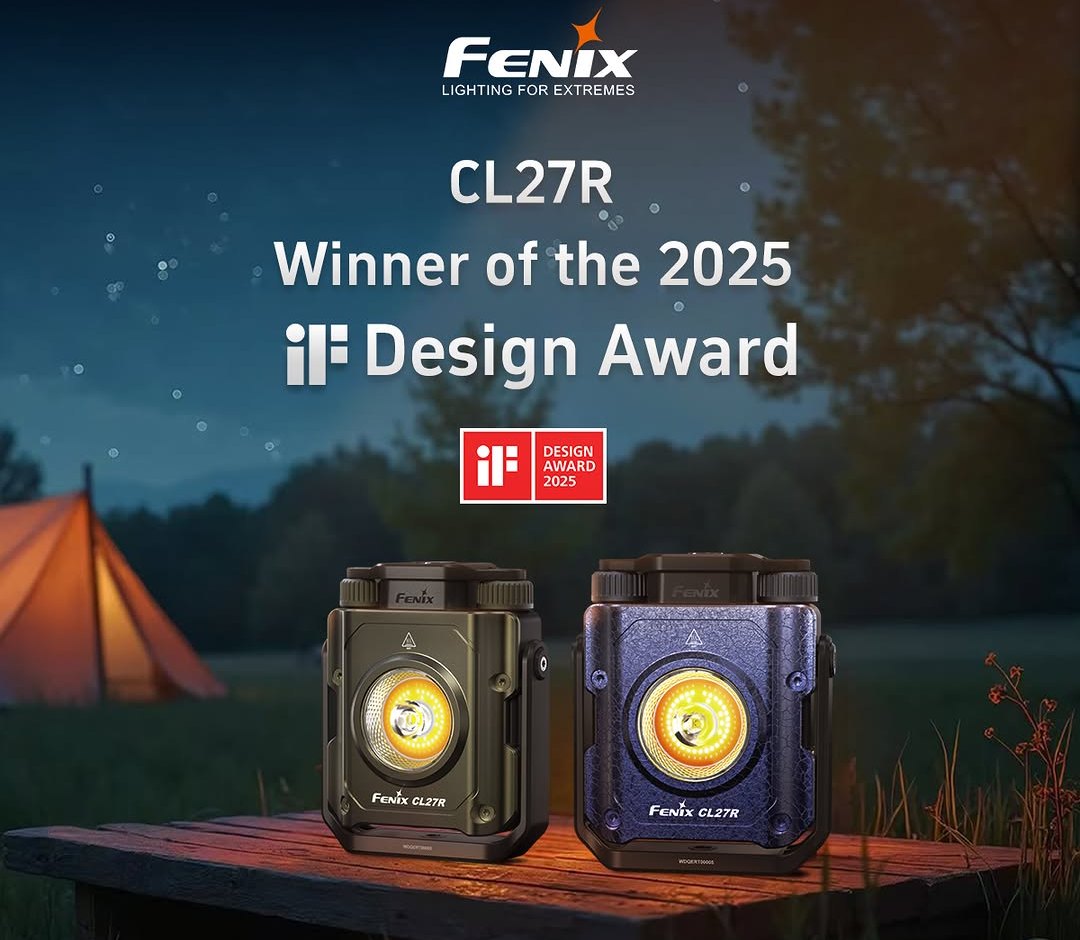 FENIX
LIGHTING FOR EXTREMES
CL27R
Winner of the 2025
iF Design Award
iF
DESIGN
AWARD
2025
FENIX
FENIX
FENIX CL27R
FENIX CL27R
WDQERT00005